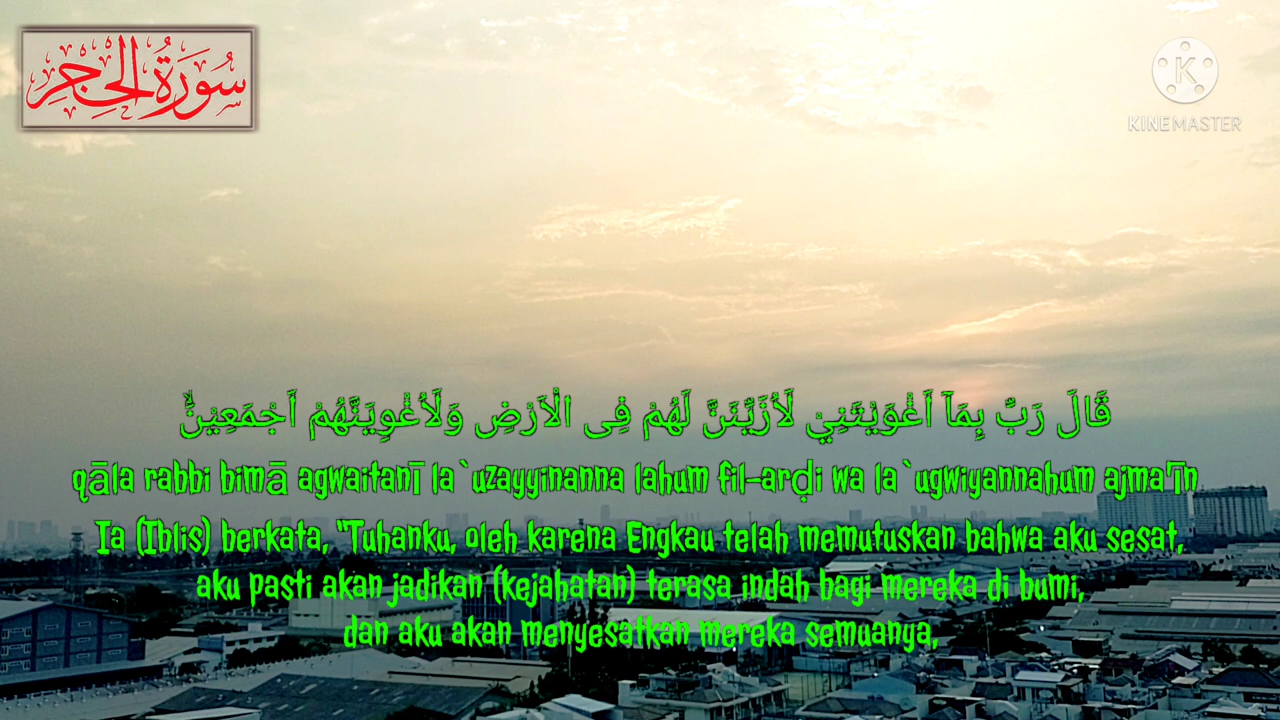 سُوْرَةُ الحِجرِ
KINEMASTER
قَالَ رَبِّ بِمَآ اَغْوَيْتَنِيْ لَاُزَيِّنَنَّ لَهُمْ فِى الْاَرْضِ وَلَاُغْوِيَنَّهُمْ اَجْمَعِيْنَۙ
qāla rabbi bimā agwaitanī la`uzayyinanna lahum fil-arḍi wa la`ugwiyannahum ajma'īn
Ia (Iblis) berkata, "Tuhanku, oleh karena Engkau telah memutuskan bahwa aku sesat,
aku pasti akan jadikan (kejahatan) terasa indah bagi mereka di bumi,
dan aku akan menyesatkan mereka semuanya,